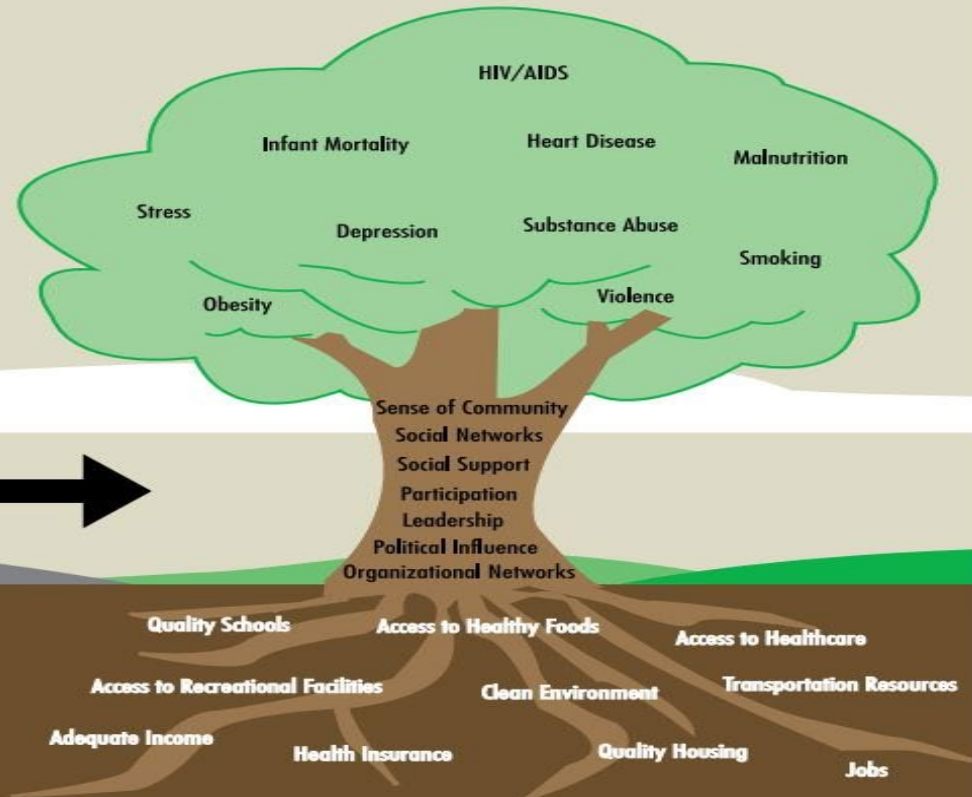 HIV/AIDS
Infant Mortality
Heart Disease
Malnutrition
Stress
Depression
Substance Abuse
Smoking
Obesity
Violence
Sense of Community
Social Networks
Social Support
Participation
Leadership
Political Influence
Organizational Networks
Quality Schools
Access to Healthy Foods
Access to Healthcare
Access to Recreational Facilities
Clean Environment
Transportation Resources
Adequate Income
Health Insurance
Quality Housing
Jobs